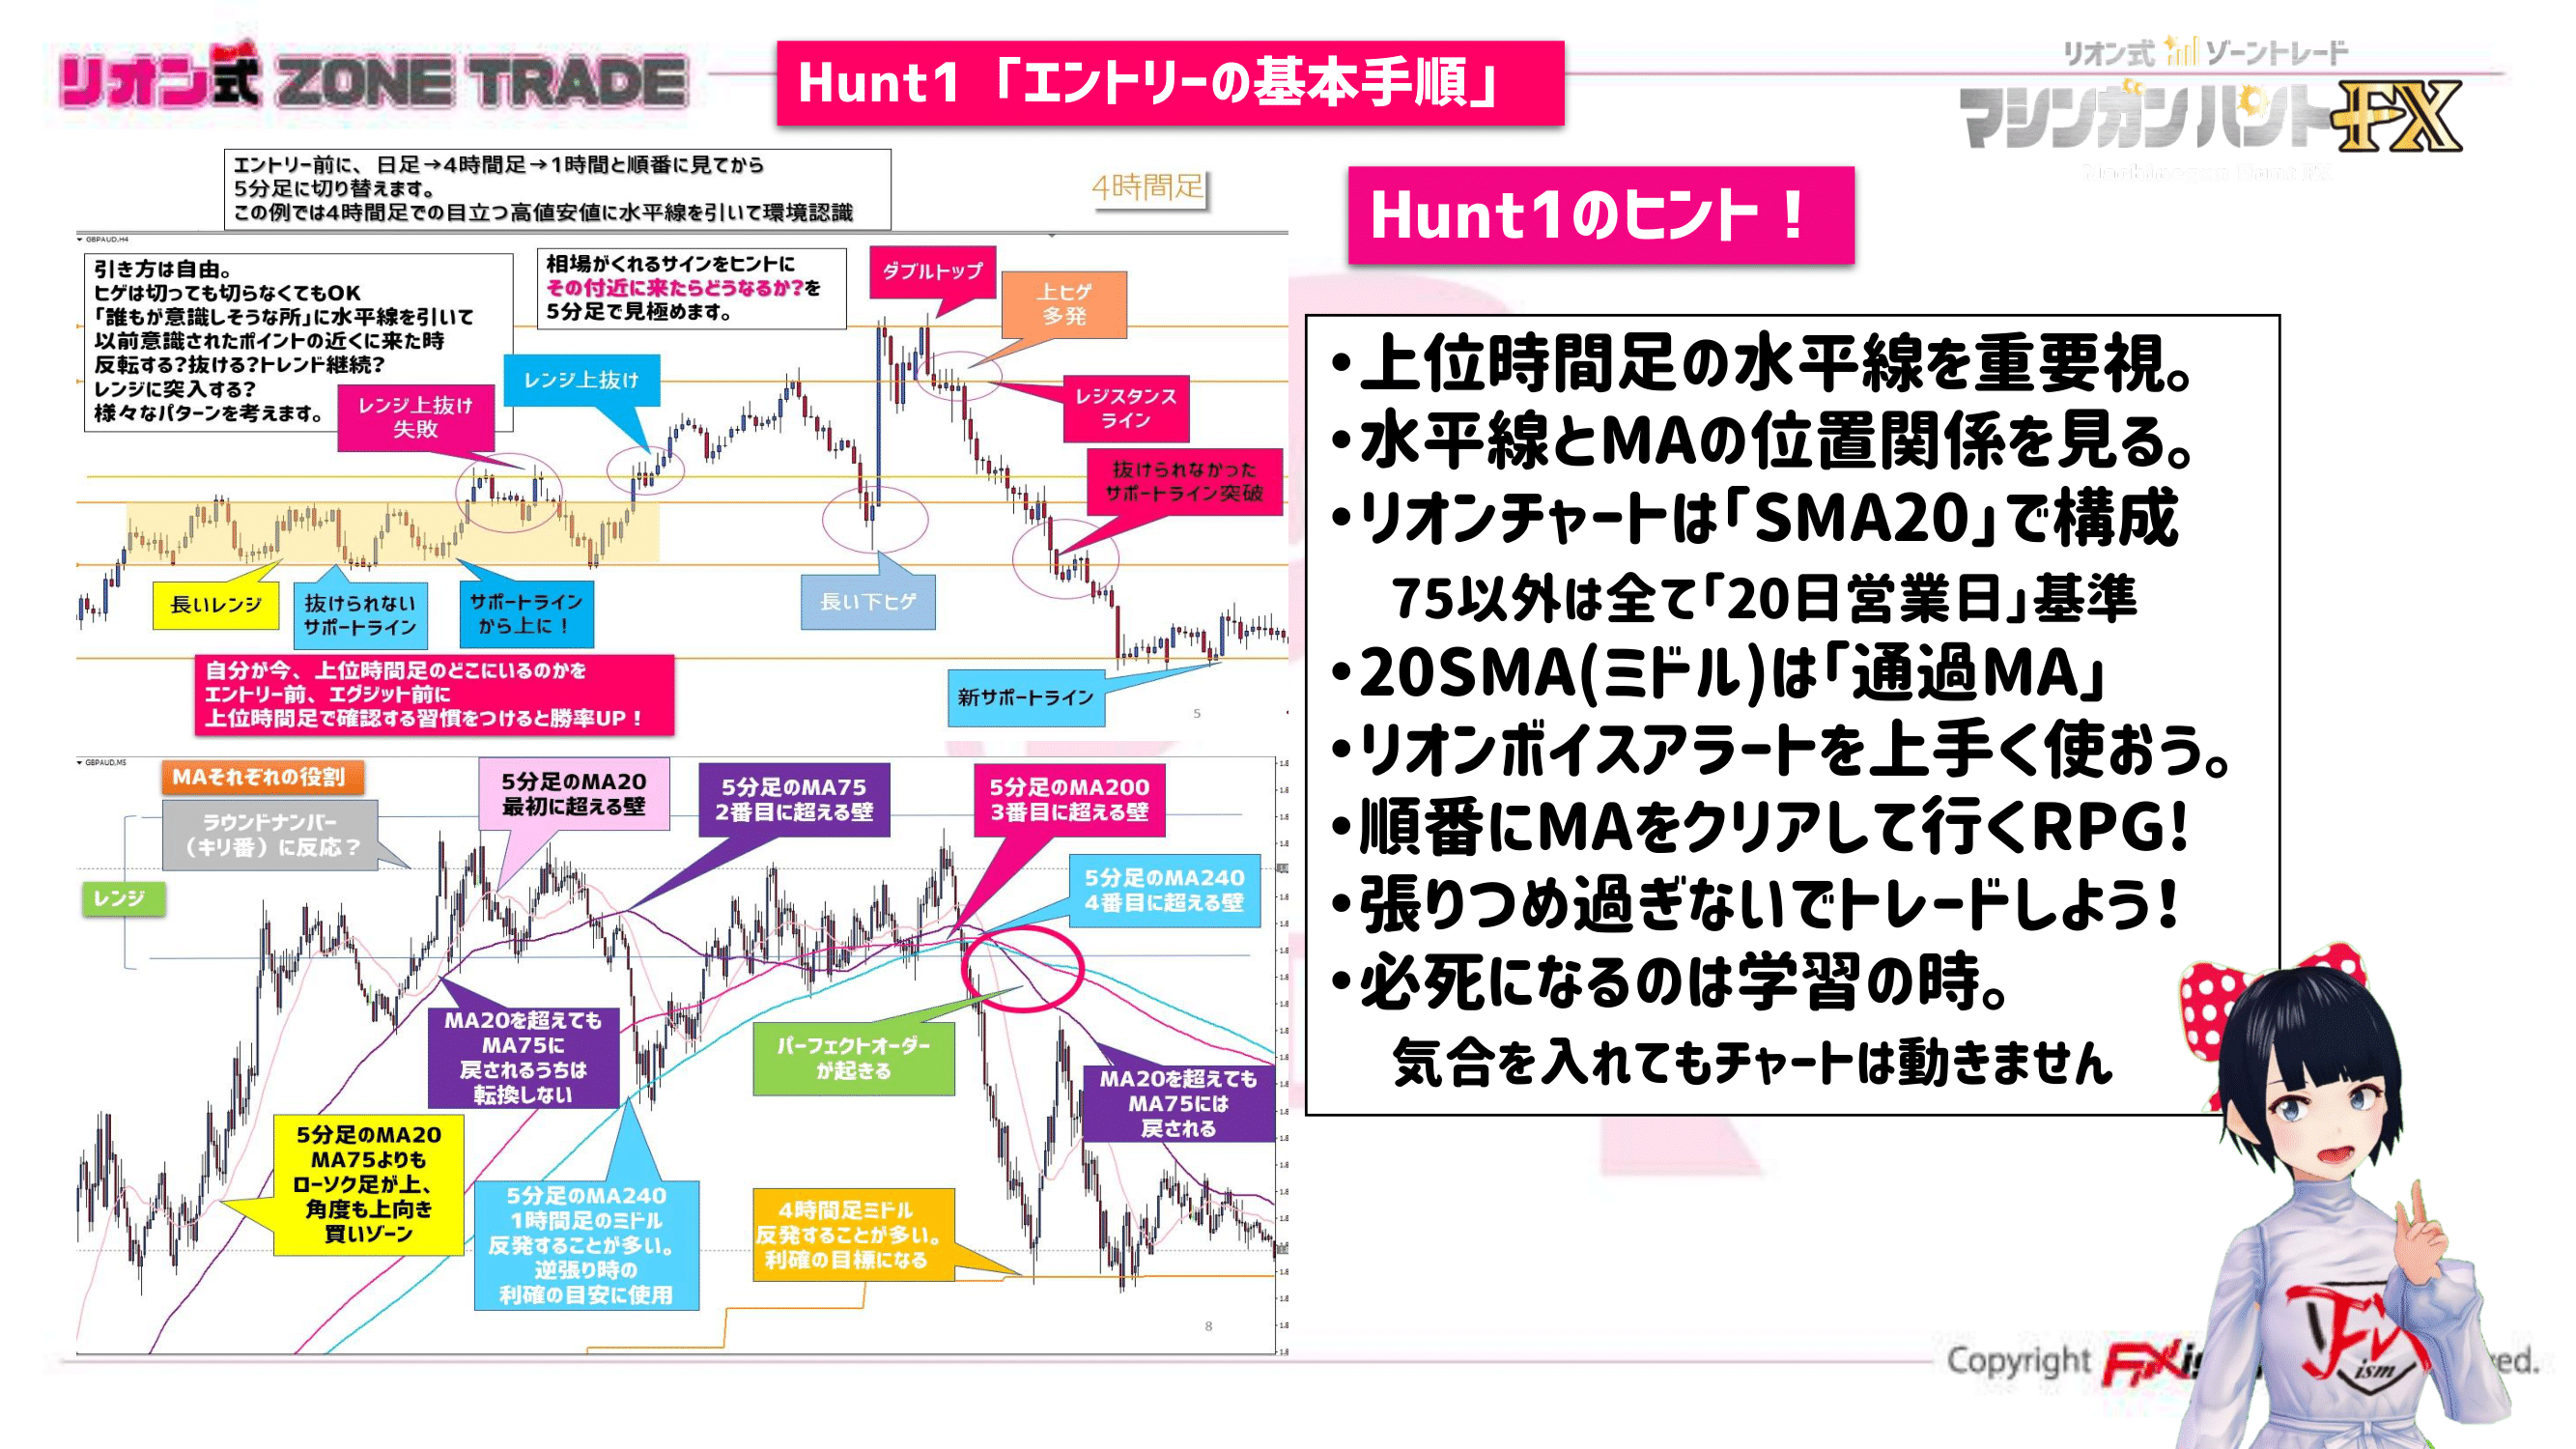 リオン式 ZONE TRADE
Hunt1「エントリーの基本手順」
リオン式 ゾーントレード
マシンガンハントFX
エントリー前に、日足→4時間足→1時間と順番に見てから
5分足に切り替えます。
この例では4時間足での目立つ高値安値に水平線を引いて環境認識
4時間足
GBPAUD,H4
引き方は自由。
ヒゲは切っても切らなくてもOK
「誰もが意識しそうな所」に水平線を引いて
以前意識されたポイントの近くに来た時
反転する?抜ける?トレンド継続?
レンジに突入する?
様々なパターンを考えます。
相場がくれるサインをヒントに
その付近に来たらどうなるか?を
5分足で見極めます。
ダブルトップ
上ヒゲ
多発
レンジ上抜け
レンジ上抜け
失敗
レジスタンス
ライン
抜けられなかった
サポートライン突破
長いレンジ
抜けられない
サポートライン
サポートライン
から上に！
長い下ヒゲ
新サポートライン
自分が今、上位時間足のどこにいるのかを
エントリー前、エグジット前に
上位時間足で確認する習慣をつけると勝率UP！
5
GBPAUD,M5
MAそれぞれの役割
ラウンドナンバー
（キリ番）に反応？
レンジ
5分足のMA20
最初に超える壁
5分足のMA75
2番目に超える壁
5分足のMA200
3番目に超える壁
5分足のMA240
4番目に超える壁
MA20を超えても
MA75に
戻されるうちは
転換しない
パーフェクトオーダー
が起きる
MA20を超えても
MA75には
戻される
5分足のMA20
MA75よりも
ローソク足が上、
角度も上向き
買いゾーン
5分足のMA240
1時間足のミドル
反発することが多い。
逆張り時の
利確の目安に使用
4時間足ミドル
反発することが多い。
利確の目標になる
8
Hunt1のヒント！
・上位時間足の水平線を重要視。
・水平線とMAの位置関係を見る。
・リオンチャートは「SMA20」で構成
75以外は全て「20日営業日」基準
・20SMA(ミドル)は「通過MA」
・リオンボイスアラートを上手く使おう。
・順番にMAをクリアして行くRPG!
・張りつめ過ぎないでトレードしよう!
・必死になるのは学習の時。
気合を入れてもチャートは動きません
Copyright